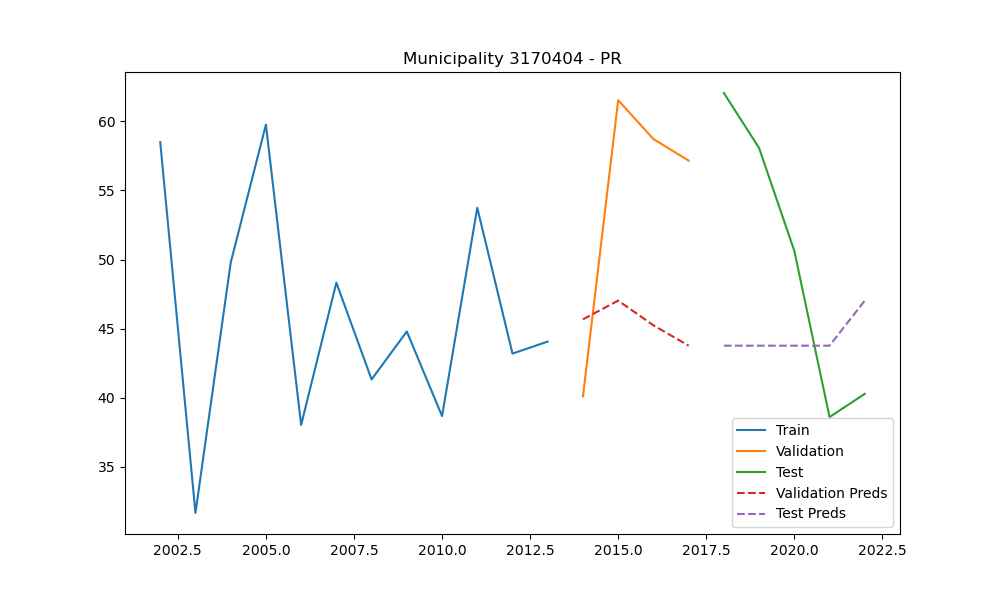 Municipality 3170404 - PR
60
55
50
45
40
35
2002.5 2005.0 2007.5 2010.0 2012.5 2015.0 2017.5 2020.0 2022.5
Train
Validation
Test
Validation Preds
Test Preds